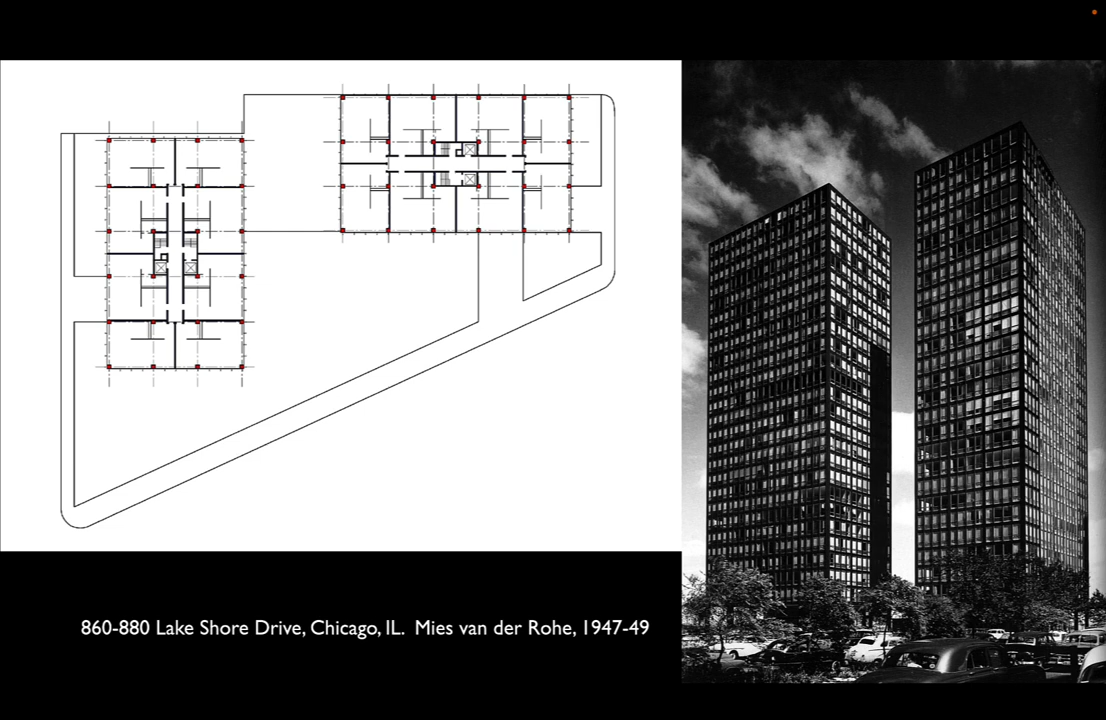 860-880 Lake Shore Drive, Chicago, IL.  Mies van der Rohe, 1947-49